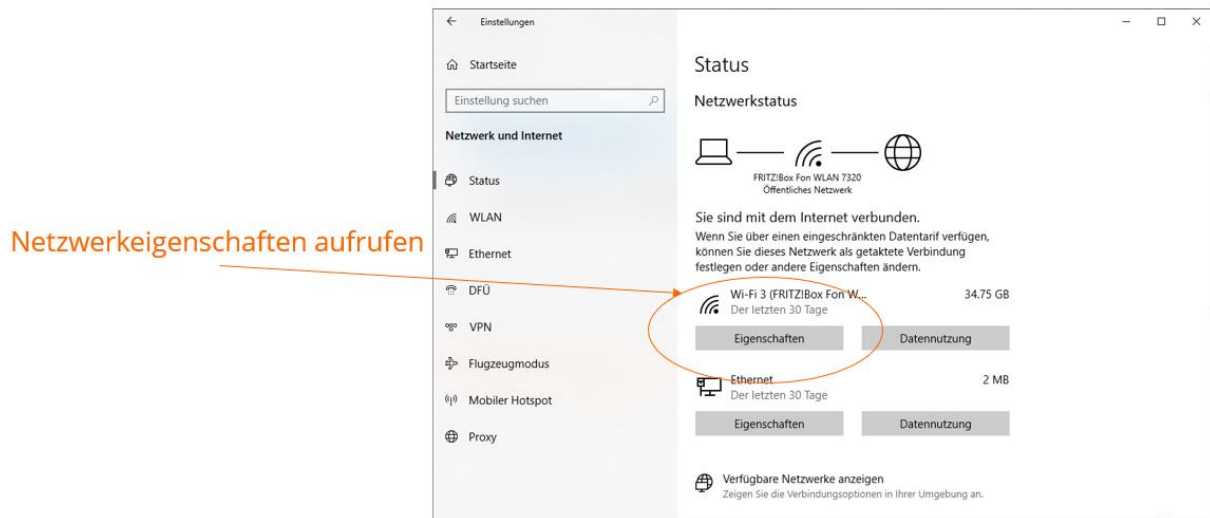 Einstellungen
Startseite
Einstellung suchen
Netzwerk und Internet
Status
WLAN
Ethernet
DFÜ
VPN
Flugzeugmodus
Mobiler Hotspot
Proxy
Netzwerkeigenschaften aufrufen
Status
Netzwerkstatus
FRITZ!Box Fon WLAN 7320
Öffentliches Netzwerk
Sie sind mit dem Internet verbunden.
Wenn Sie über einen eingeschränkten Datentarif verfügen,
können Sie dieses Netzwerk als getaktete Verbindung
festlegen oder andere Eigenschaften ändern.
Wi-Fi 3 (FRITZ!Box Fon W... 34.75 GB
Der letzten 30 Tage
Eigenschaften Datennutzung
Ethernet 2 MB
Der letzten 30 Tage
Eigenschaften Datennutzung
Verfügbare Netzwerke anzeigen
Zeigen Sie die Verbindungsoptionen in Ihrer Umgebung an.